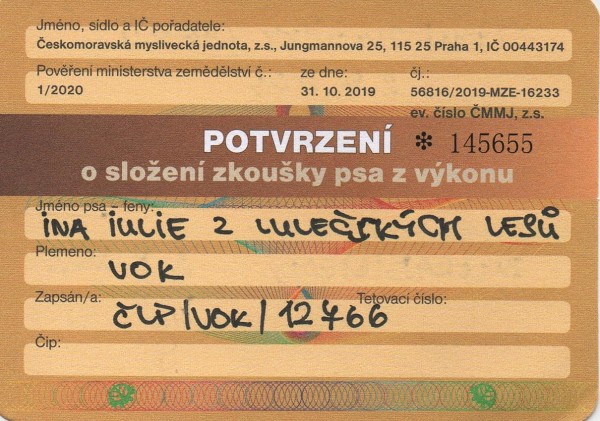 Jméno, sídlo a IČ pořadatele:
Českomoravská myslivecká jednota, z.s., Jungmannova 25, 115 25 Praha 1, IČ 00443174
Pověření ministerstva zemědělství č.: ze dne: čj.:
1/2020 31. 10. 2019 56816/2019-MZE-16233
ev. číslo ČMMJ, z.s.
POTVRZENÍ * 145655
o složení zkoušky psa z výkonu
Jméno psa – feny:
INA IULIE Z LULEČSKÝCH LESŮ
Plemeno:
VOK
Zapsán/a: Tetovací číslo:
ČLP/VOK/12466
Čip: